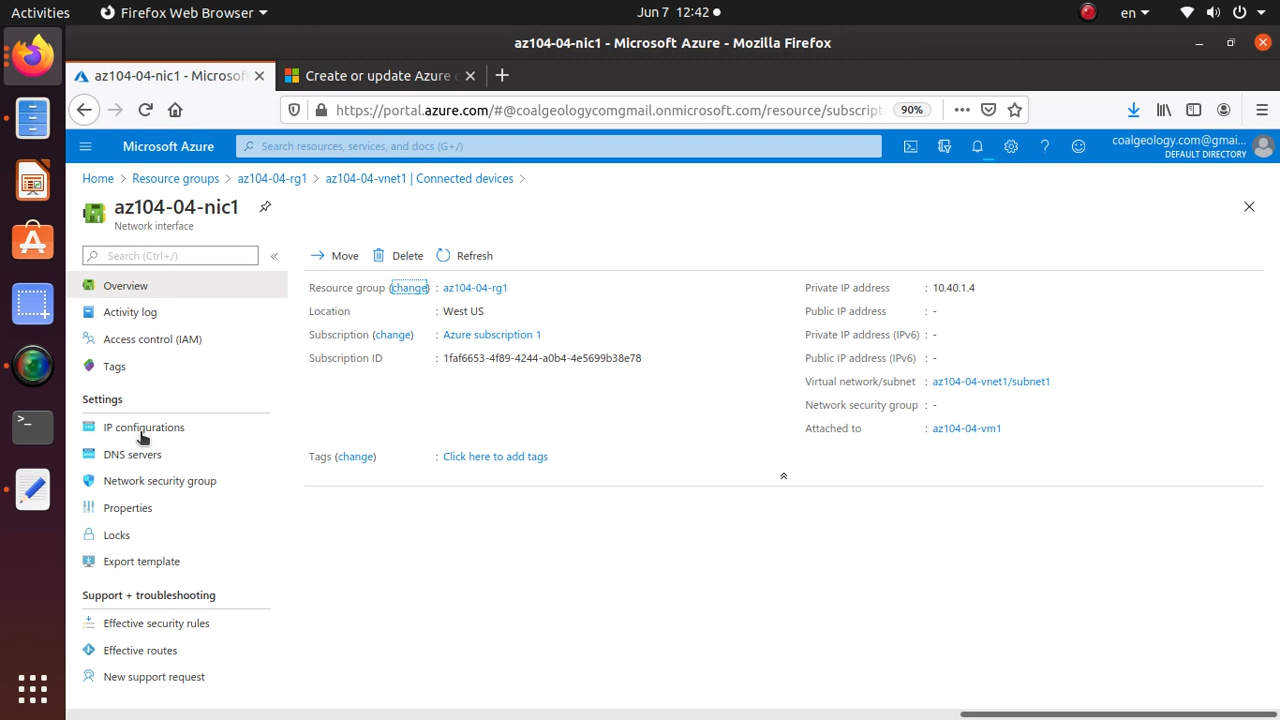 Activities
Firefox Web Browser
Jun 7 12:42
en
az104-04-nic1 - Microsoft Azure - Mozilla Firefox
az104-04-nic1 - Microsof
Create or update Azure
https://portal.azure.com/#@coalgeologycomgmail.onmicrosoft.com/resource/subscript
90%
Microsoft Azure
Search resources, services, and docs (G+/)
coalgeology.com@gmai...
DEFAULT DIRECTORY
Home > Resource groups > az104-04-rg1 > az104-04-vnet1 | Connected devices >
az104-04-nic1
Network interface
Search (Ctrl+/)
«
Move
Delete
Refresh
Overview
Activity log
Access control (IAM)
Tags
Settings
IP configurations
DNS servers
Network security group
Properties
Locks
Export template
Support + troubleshooting
Effective security rules
Effective routes
New support request
Resource group (change) : az104-04-rg1
Location : West US
Subscription (change) : Azure subscription 1
Subscription ID : 1faf6653-4f89-4244-a0b4-4e5699b38e78
Tags (change) : Click here to add tags
Private IP address : 10.40.1.4
Public IP address : -
Private IP address (IPv6) : -
Public IP address (IPv6) : -
Virtual network/subnet : az104-04-vnet1/subnet1
Network security group : -
Attached to : az104-04-vm1